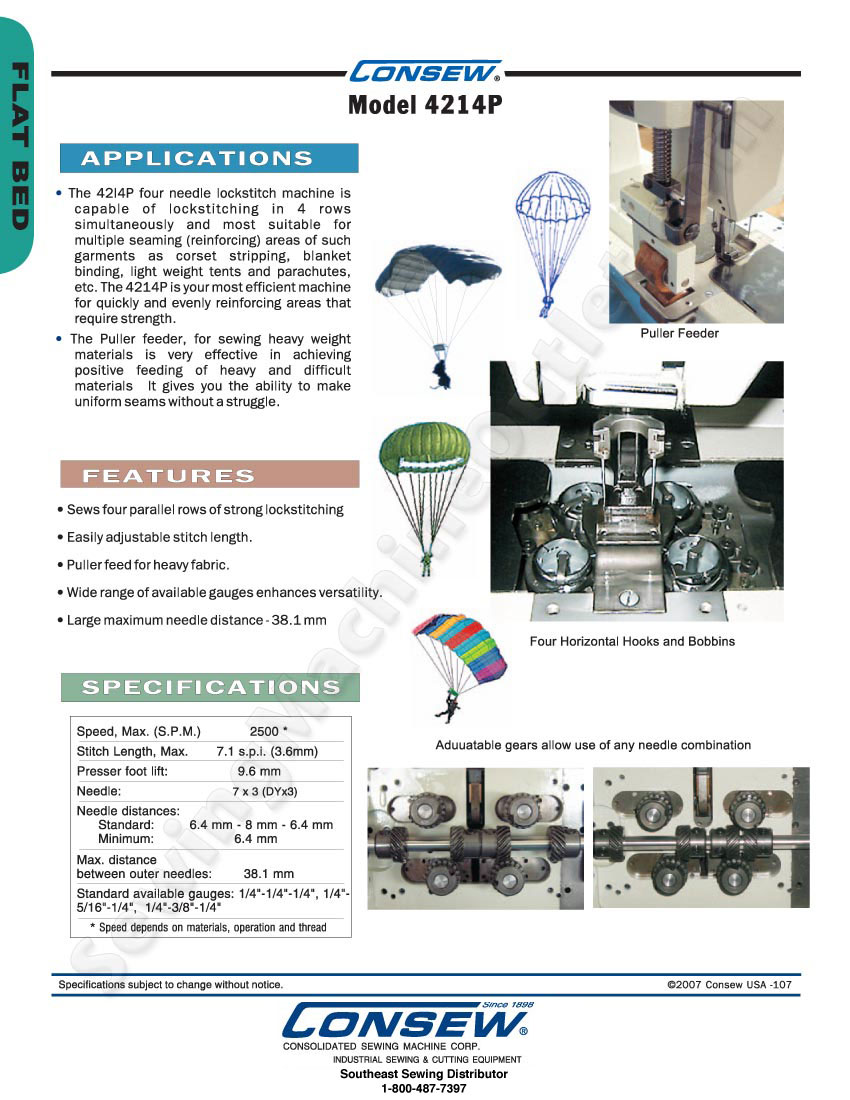 FLAT BED
CONSEW®
Model 4214P
APPLICATIONS
• The 42I4P four needle lockstitch machine is
capable of lockstitching in 4 rows
simultaneously and most suitable for
multiple seaming (reinforcing) areas of such
garments as corset stripping, blanket
binding, light weight tents and parachutes,
etc. The 4214P is your most efficient machine
for quickly and evenly reinforcing areas that
require strength.
• The Puller feeder, for sewing heavy weight
materials is very effective in achieving
positive feeding of heavy and difficult
materials It gives you the ability to make
uniform seams without a struggle.
Puller Feeder
FEATURES
• Sews four parallel rows of strong lockstitching
• Easily adjustable stitch length.
• Puller feed for heavy fabric.
• Wide range of available gauges enhances versatility.
• Large maximum needle distance - 38.1 mm
Four Horizontal Hooks and Bobbins
SPECIFICATIONS
Speed, Max. (S.P.M.) 2500 *
Stitch Length, Max. 7.1 s.p.i. (3.6mm)
Presser foot lift: 9.6 mm
Needle: 7 x 3 (DYx3)
Needle distances:
Standard: 6.4 mm - 8 mm - 6.4 mm
Minimum: 6.4 mm
Max. distance
between outer needles: 38.1 mm
Standard available gauges: 1/4"-1/4"-1/4", 1/4"-
5/16"-1/4", 1/4"-3/8"-1/4"
* Speed depends on materials, operation and thread
Aduuatable gears allow use of any needle combination
Specifications subject to change without notice.
©2007 Consew USA -107
Since 1898
CONSEW®
CONSOLIDATED SEWING MACHINE CORP.
INDUSTRIAL SEWING & CUTTING EQUIPMENT
Southeast Sewing Distributor
1-800-487-7397
SewingMachineoutlet.com